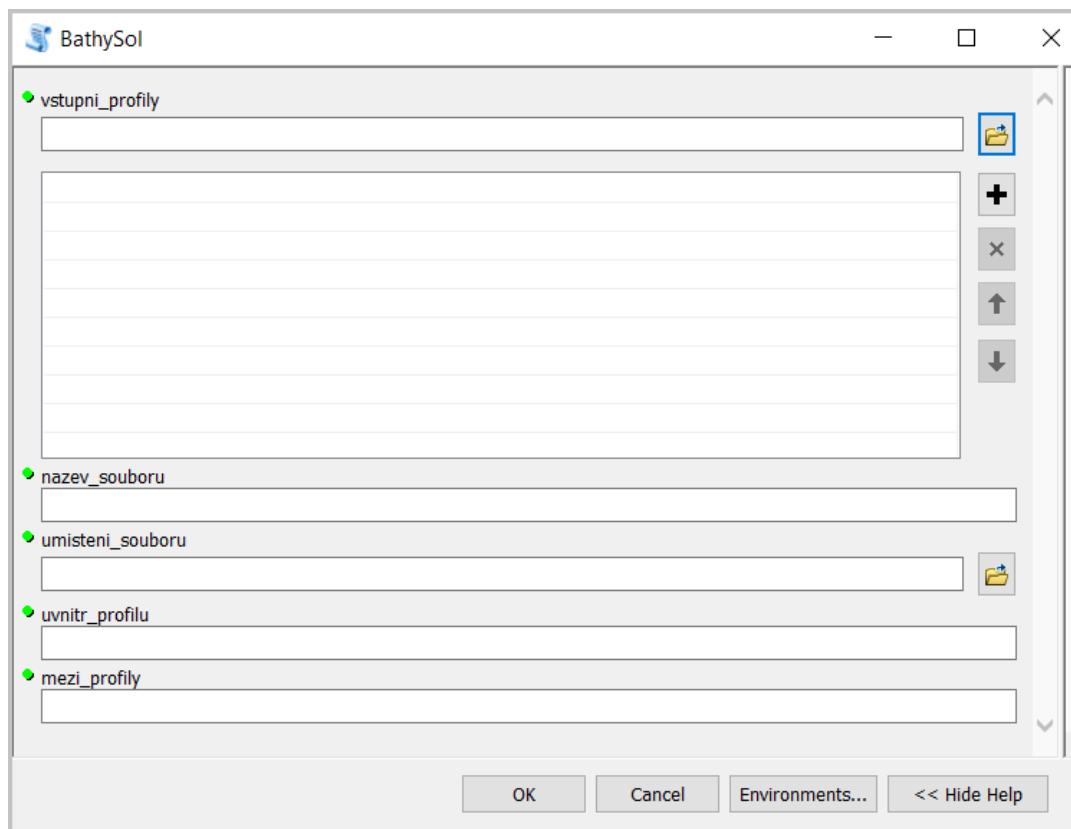 BathySol
vstupni_profily
nazev_souboru
umisteni_souboru
uvnitr_profilu
mezi_profily
OK
Cancel
Environments...
<< Hide Help